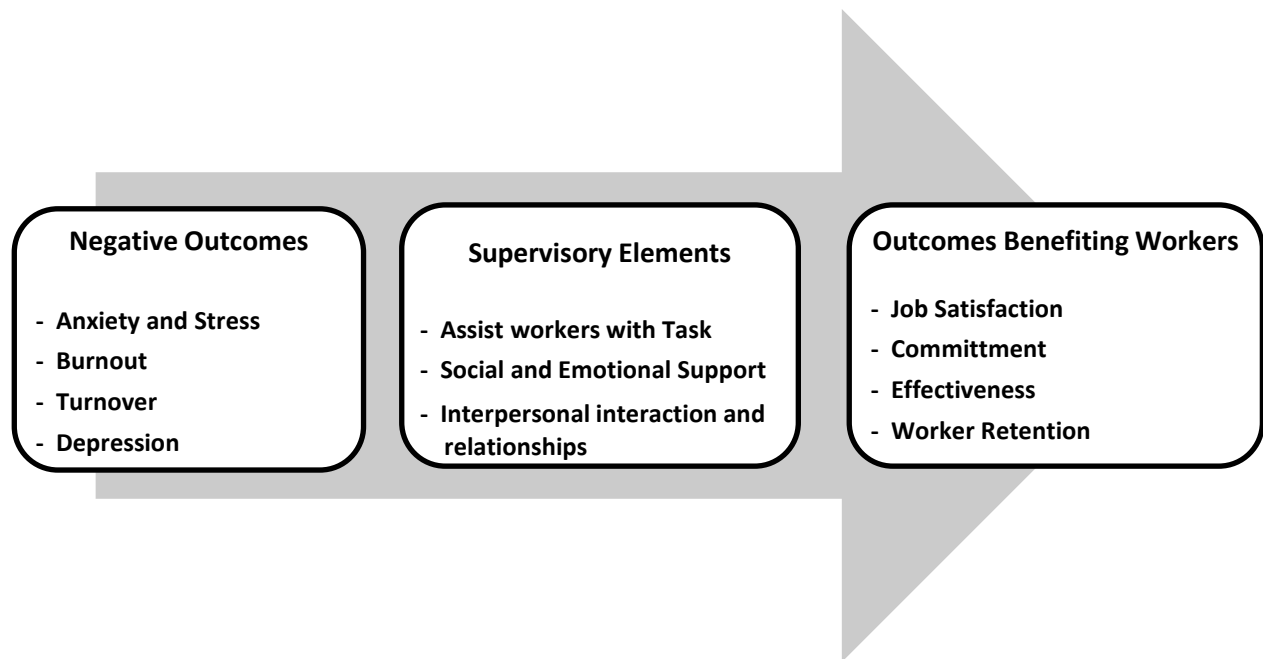 Negative Outcomes
- Anxiety and Stress
- Burnout
- Turnover
- Depression
Supervisory Elements
- Assist workers with Task
- Social and Emotional Support
- Interpersonal interaction and
relationships
Outcomes Benefiting Workers
- Job Satisfaction
- Committment
- Effectiveness
- Worker Retention